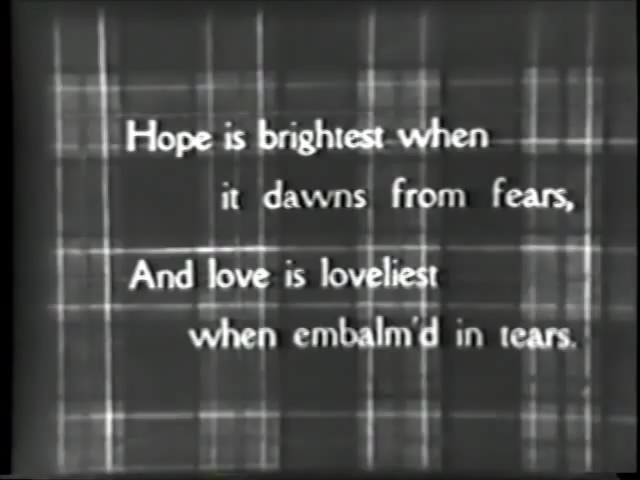 Hope is brightest when
it dawns from fears,
And love is loveliest
when embalm'd in tears.